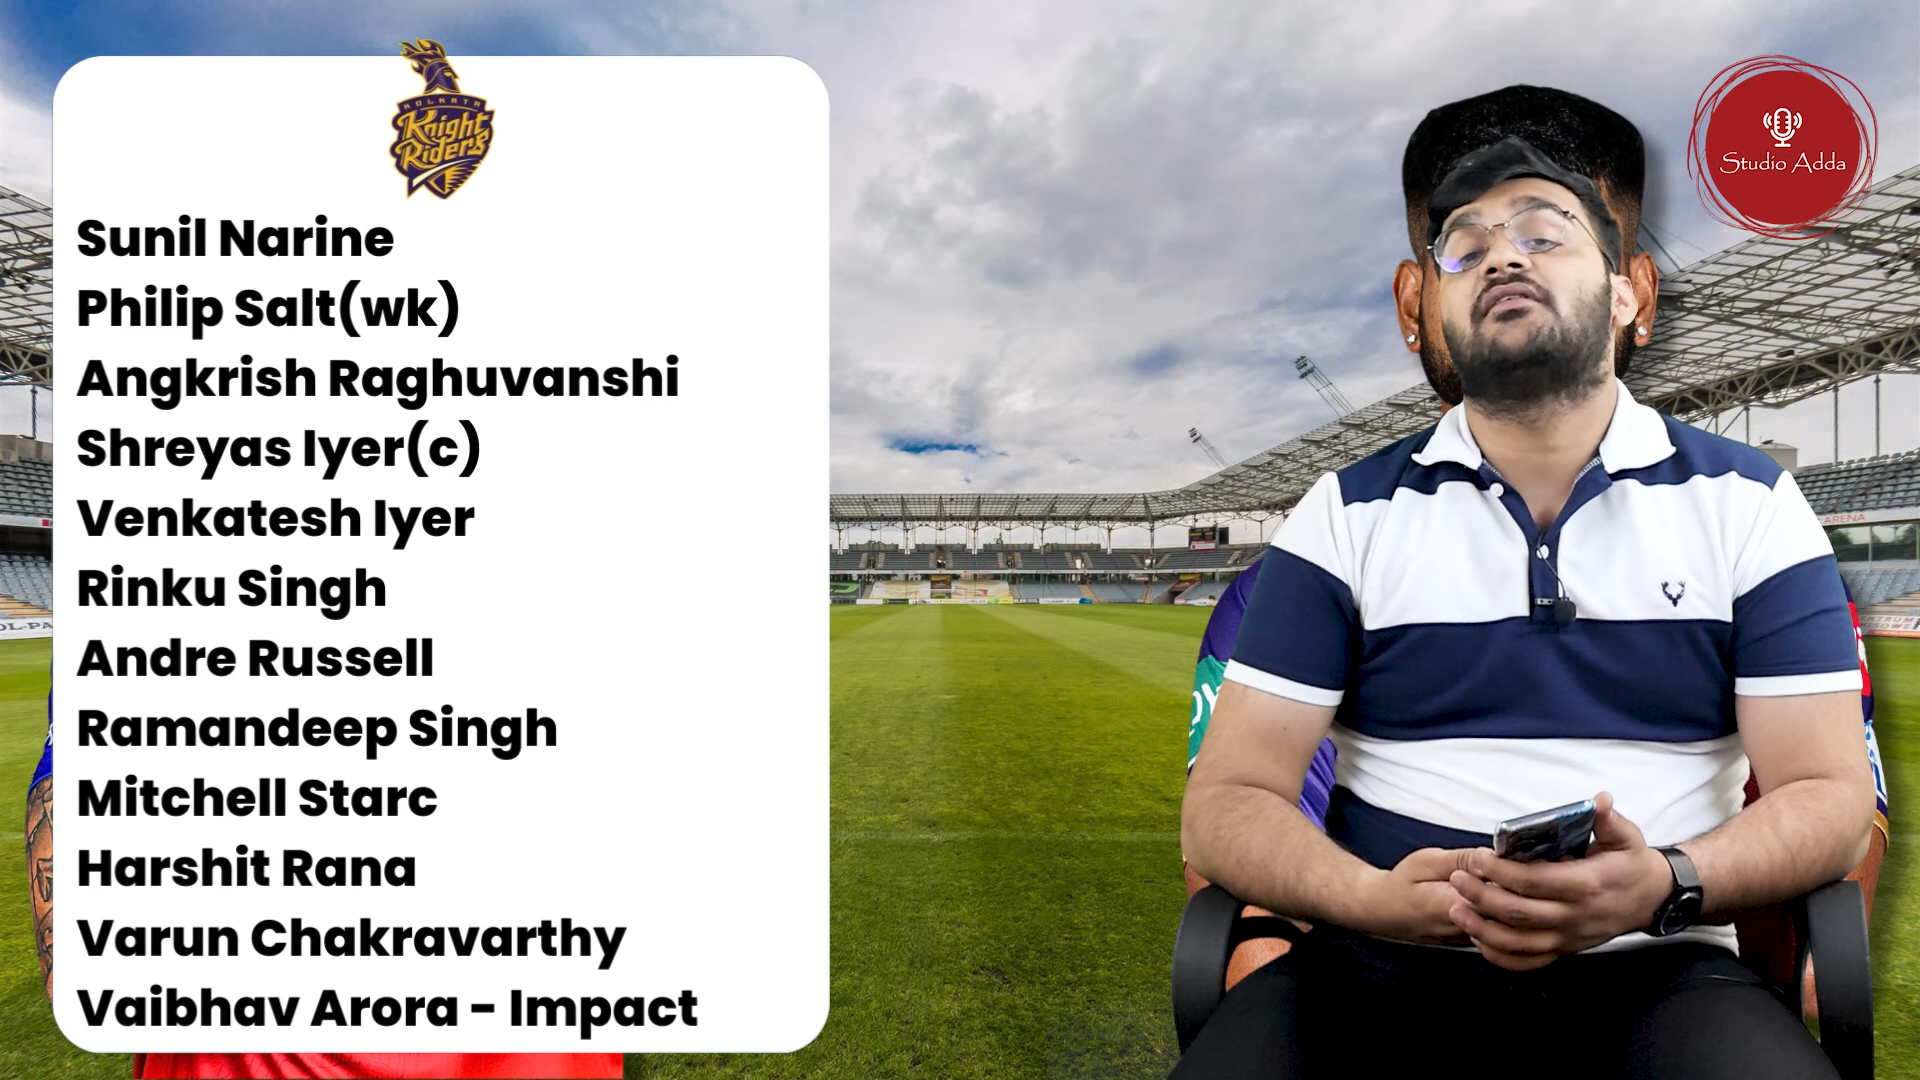 KOLKATA
Knight
Riders
Sunil Narine
Philip Salt(wk)
Angkrish Raghuvanshi
Shreyas Iyer(c)
Venkatesh Iyer
Rinku Singh
Andre Russell
Ramandeep Singh
Mitchell Starc
Harshit Rana
Varun Chakravarthy
Vaibhav Arora - Impact
Studio Adda
ARENA